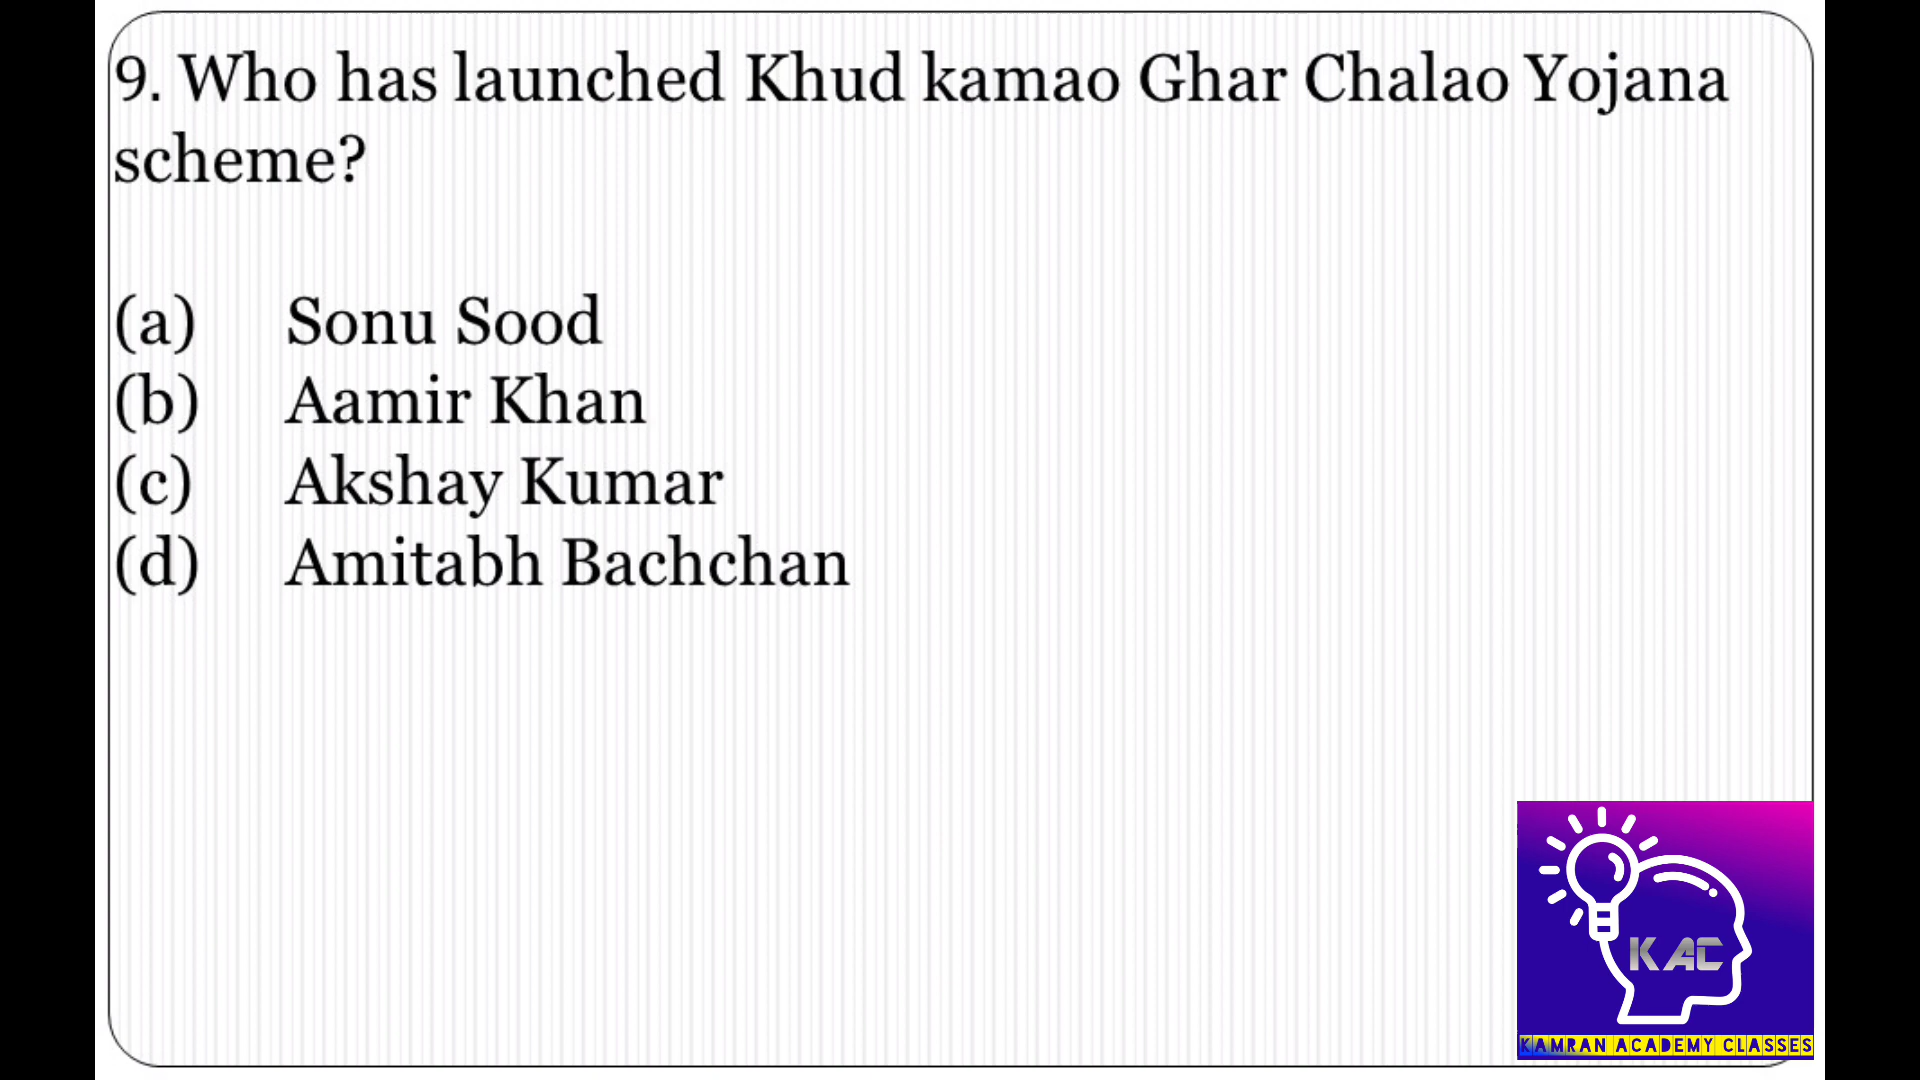 9. Who has launched Khud kamao Ghar Chalao Yojana
scheme?
(a) Sonu Sood
(b) Aamir Khan
(c) Akshay Kumar
(d) Amitabh Bachchan
KAC
KAMRAN ACADEMY CLASSES